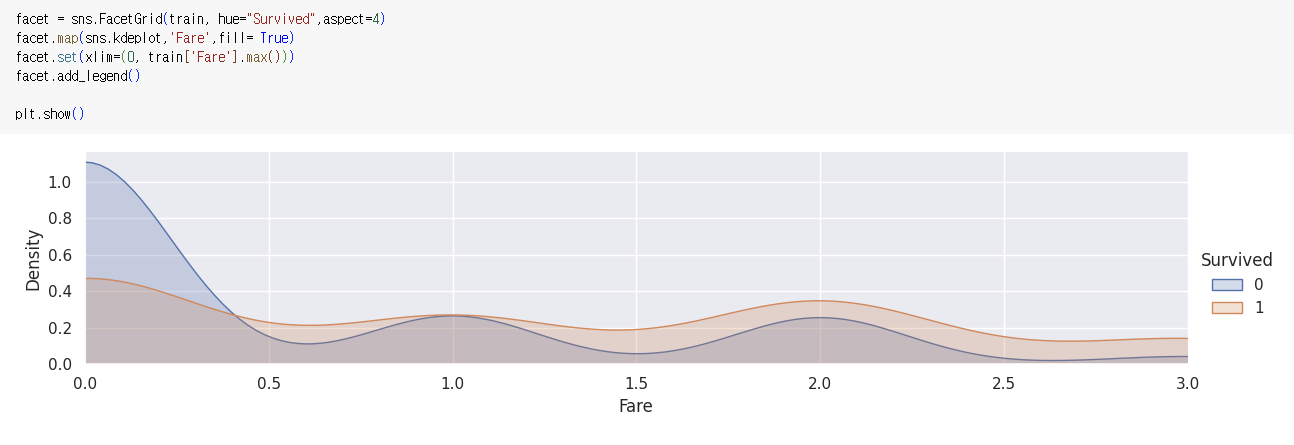 facet = sns.FacetGrid(train, hue="Survived",aspect=4)
facet.map(sns.kdeplot,'Fare',fill= True)
facet.set(xlim=(0, train['Fare'].max()))
facet.add_legend()
plt.show()
1.0
0.8
0.6
0.4
0.2
0.0
Density
0.0 0.5 1.0 1.5 2.0 2.5 3.0
Fare
Survived
0
1